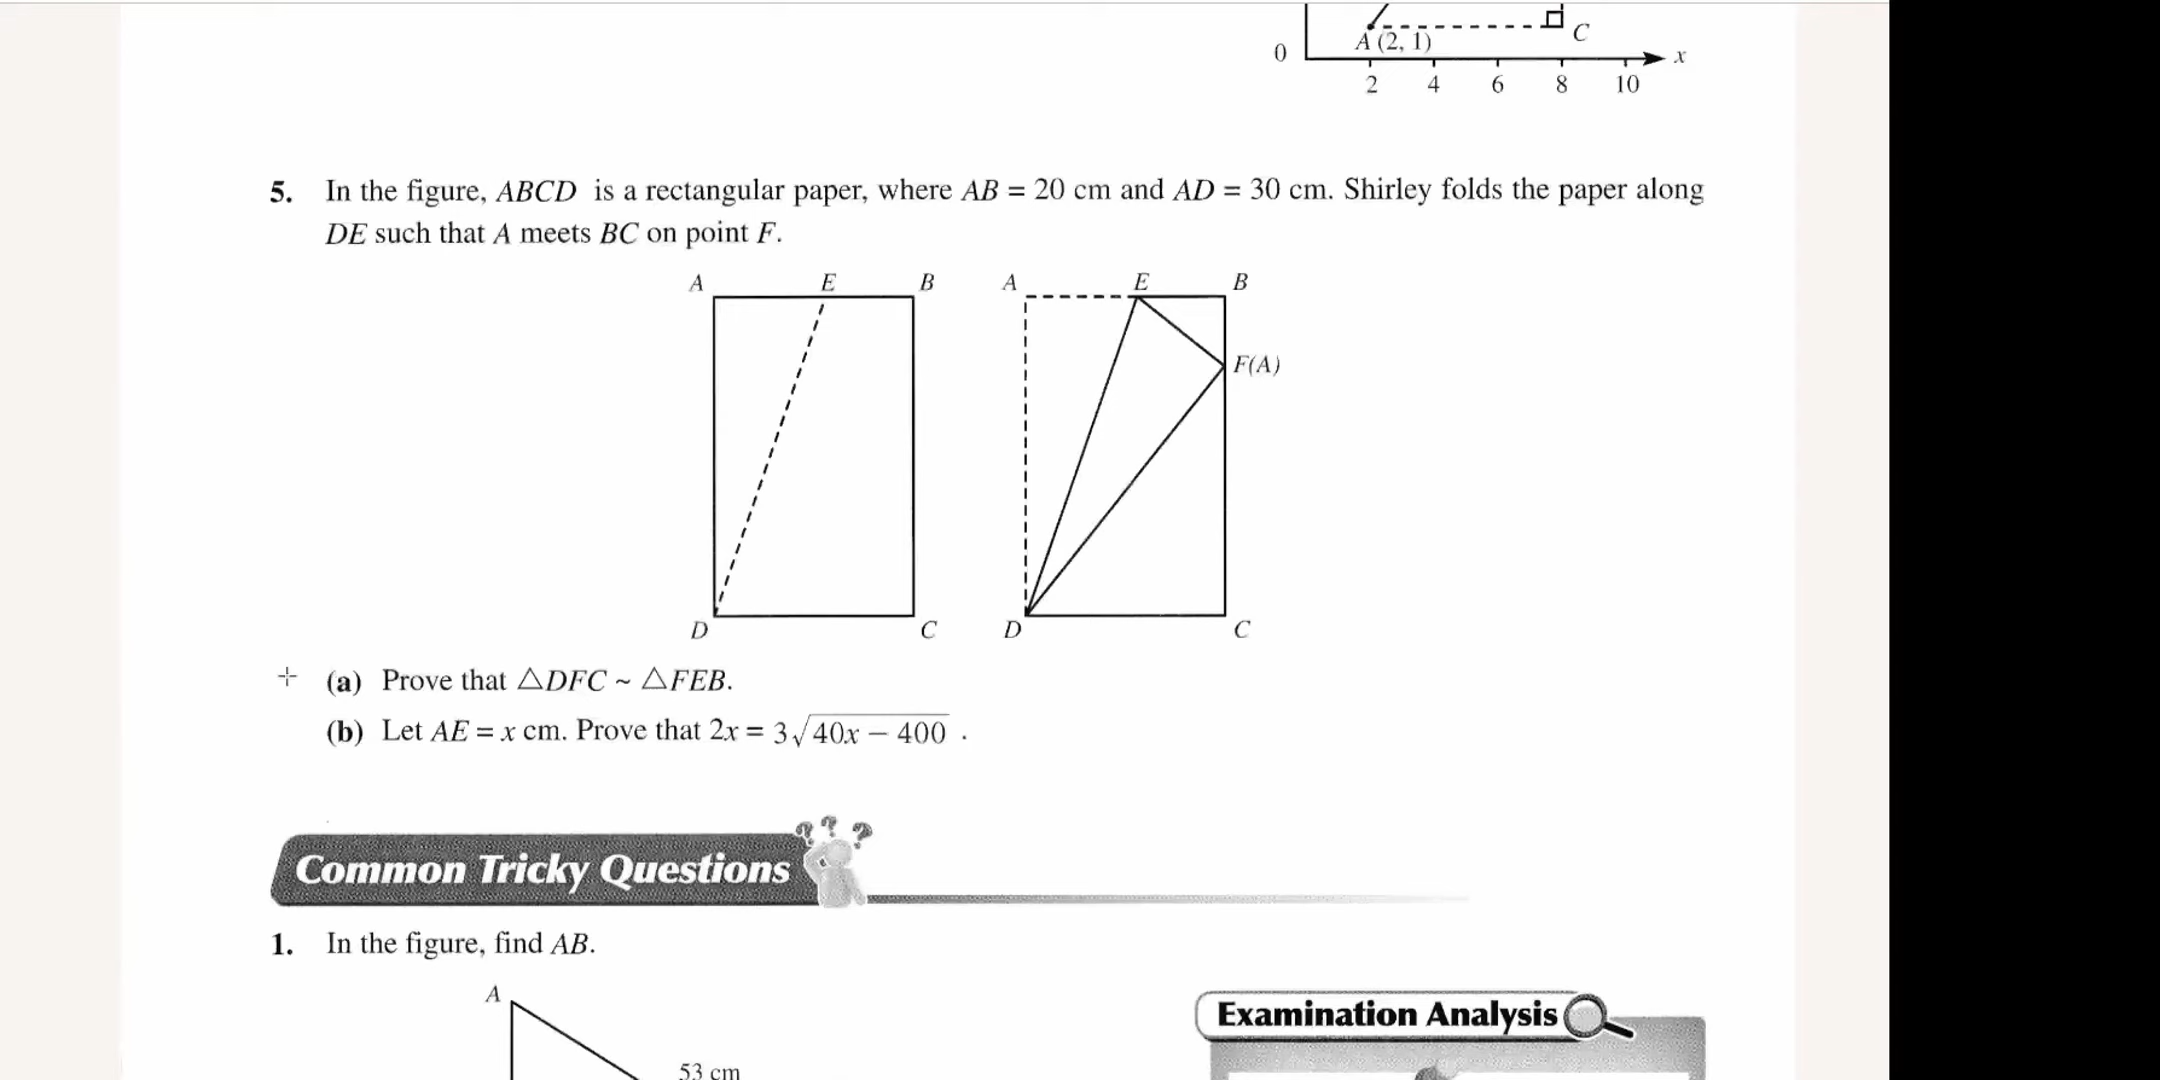 C
A (2, 1)
0
x
2 4 6 8 10
5. In the figure, ABCD is a rectangular paper, where AB = 20 cm and AD = 30 cm. Shirley folds the paper along
DE such that A meets BC on point F.
A E B A E B
F(A)
D C D C
(a) Prove that △DFC ~ △FEB.
(b) Let AE = x cm. Prove that 2x = 3√40x − 400 .
? ? ?
Common Tricky Questions
1. In the figure, find AB.
A
Examination Analysis
53 cm